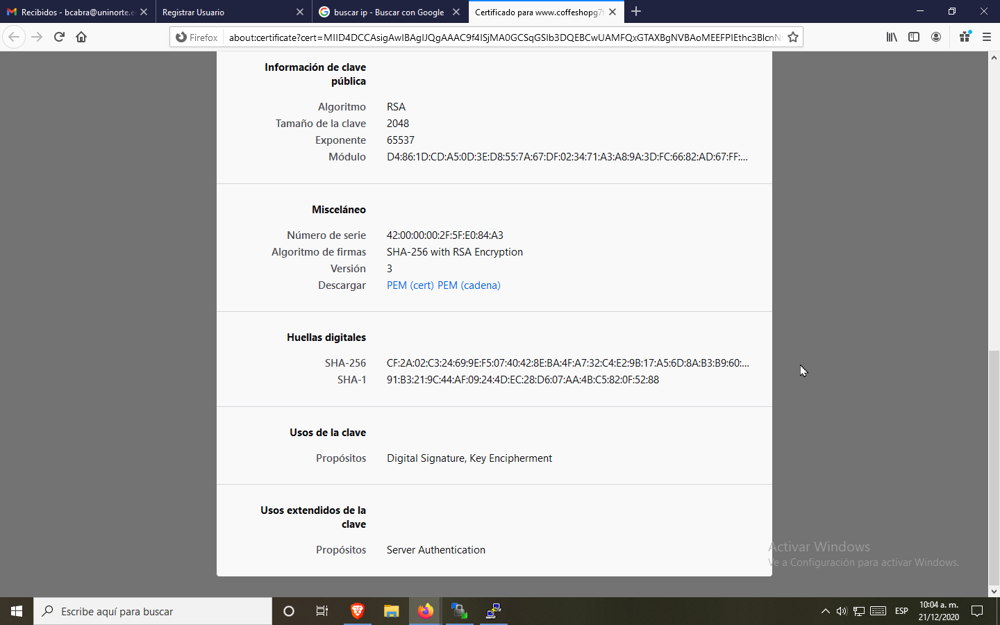 Recibidos - bcabra@uninorte.e
Registrar Usuario
buscar ip - Buscar con Google
Certificado para www.coffeshopg7t
Firefox
about:certificate?cert=MIID4DCCAsigAwIBAgIJQgAAAC9f4ISjMA0GCSqGSIb3DQEBCwUAMFQxGTAXBgNVBAoMEEFPIEthc3BlcnN
Información de clave
pública
Algoritmo RSA
Tamaño de la clave 2048
Exponente 65537
Módulo D4:86:1D:CD:A5:0D:3E:D8:55:7A:67:DF:02:34:71:A3:A8:9A:3D:FC:66:82:AD:67:FF:...
Misceláneo
Número de serie 42:00:00:00:2F:5F:E0:84:A3
Algoritmo de firmas SHA-256 with RSA Encryption
Versión 3
Descargar PEM (cert) PEM (cadena)
Huellas digitales
SHA-256 CF:2A:02:C3:24:69:9E:F5:07:40:42:8E:BA:4F:A7:32:C4:E2:9B:17:A5:6D:8A:B3:B9:60:...
SHA-1 91:B3:21:9C:44:AF:09:24:4D:EC:28:D6:07:AA:4B:C5:82:0F:52:88
Usos de la clave
Propósitos Digital Signature, Key Encipherment
Usos extendidos de la
clave
Propósitos Server Authentication
Activar Windows
Ve a Configuración para activar Windows.
Escribe aquí para buscar
ESP
10:04 a. m.
21/12/2020